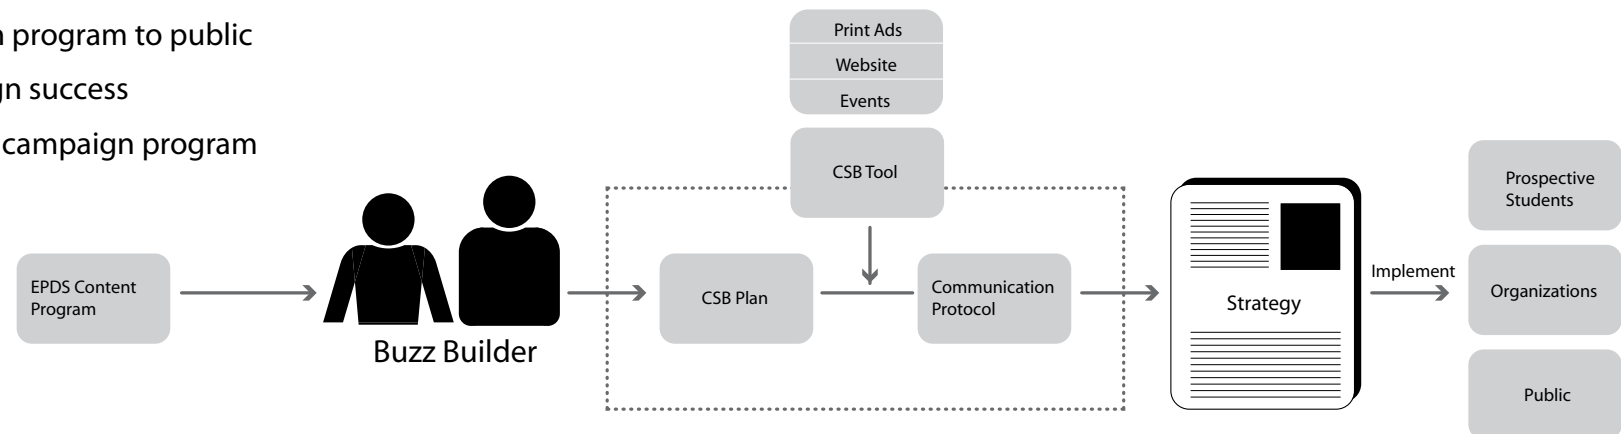 program to public
success
campaign program
Print Ads
Website
Events
CSB Tool
EPDS Content
Program
Buzz Builder
CSB Plan
Communication
Protocol
Strategy
Implement
Prospective
Students
Organizations
Public